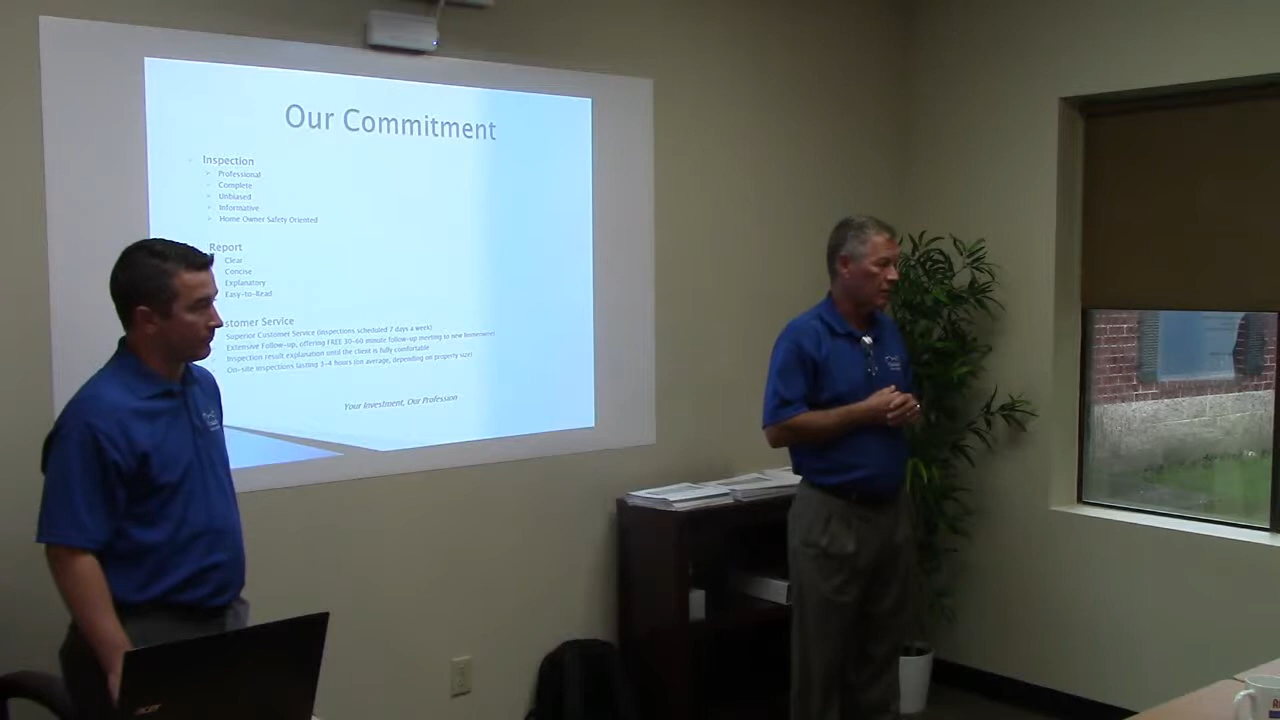 Our Commitment
Inspection
Professional
Complete
Unbiased
Informative
Home Owner Safety Oriented
Report
Clear
Concise
Explanatory
Easy-to-Read
stomer Service
Superior Customer Service (inspections scheduled 7 days a week)
Extensive Follow-up, offering FREE 30-60 minute follow-up meeting to new homeowners
Inspection result explanation until the client is fully comfortable
On-site inspections lasting 3-4 hours (on average, depending on property size)
Your Investment, Our Profession
acer